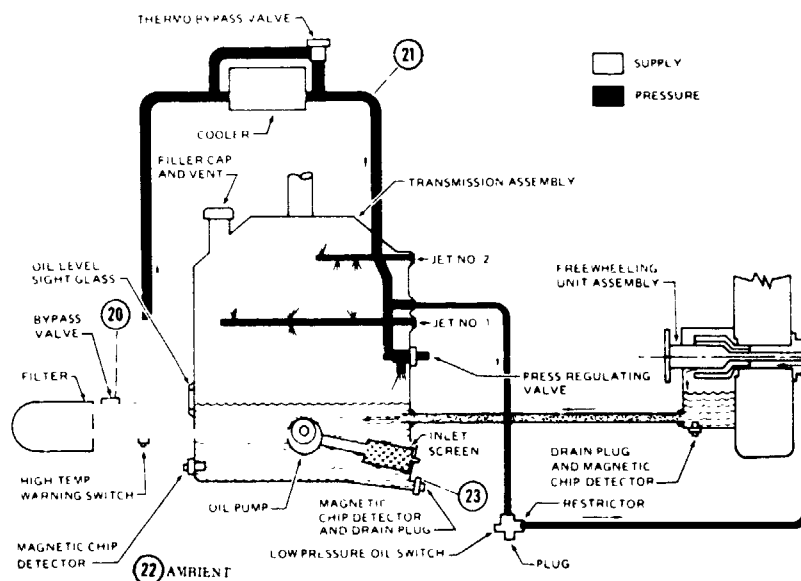 THERMO BYPASS VALVE
21
SUPPLY
PRESSURE
COOLER
FILLER CAP
AND VENT
TRANSMISSION ASSEMBLY
OIL LEVEL
SIGHT GLASS
JET NO. 2
FREEWHEELING
UNIT ASSEMBLY
20
BYPASS
VALVE
JET NO. 1
FILTER
PRESS REGULATING
VALVE
INLET
SCREEN
DRAIN PLUG
AND MAGNETIC
CHIP DETECTOR
HIGH TEMP
WARNING SWITCH
OIL PUMP
23
MAGNETIC
CHIP DETECTOR
AND DRAIN PLUG
RESTRICTOR
MAGNETIC CHIP
DETECTOR
LOW PRESSURE OIL SWITCH
PLUG
22 AMBIENT